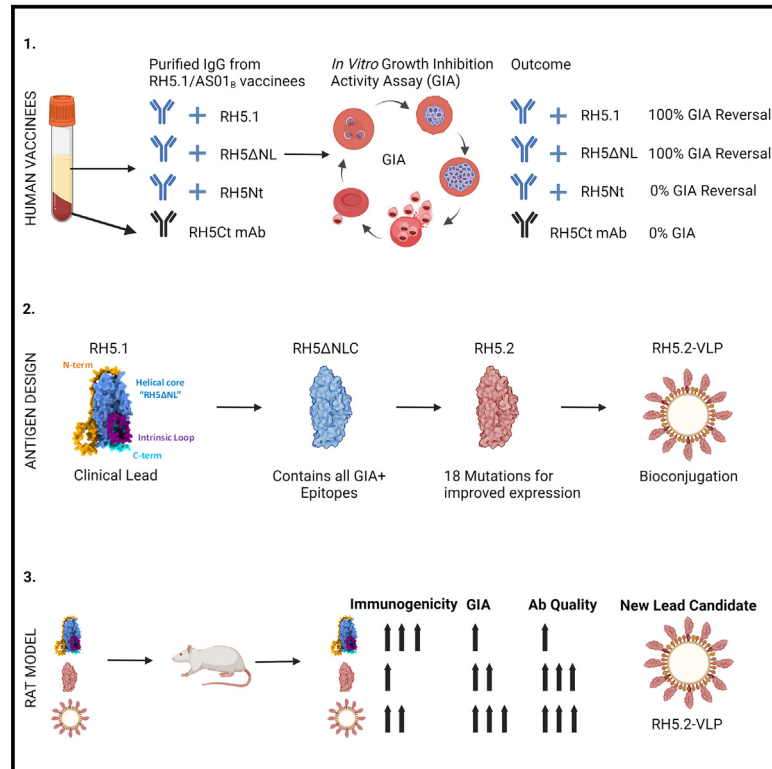 1.
HUMAN VACCINEES
Purified IgG from
RH5.1/AS01B vaccinees
In Vitro Growth Inhibition
Activity Assay (GIA)
Outcome
RH5.1
RH5ΔNL
RH5Nt
RH5Ct mAb
GIA
RH5.1 100% GIA Reversal
RH5ΔNL 100% GIA Reversal
RH5Nt 0% GIA Reversal
RH5Ct mAb 0% GIA
2.
ANTIGEN DESIGN
RH5.1
N-term
Helical core
"RH5ΔNL"
Intrinsic Loop
C-term
Clinical Lead
RH5ΔNLC
Contains all GIA+
Epitopes
RH5.2
18 Mutations for
improved expression
RH5.2-VLP
Bioconjugation
3.
RAT MODEL
Immunogenicity GIA Ab Quality New Lead Candidate
RH5.2-VLP